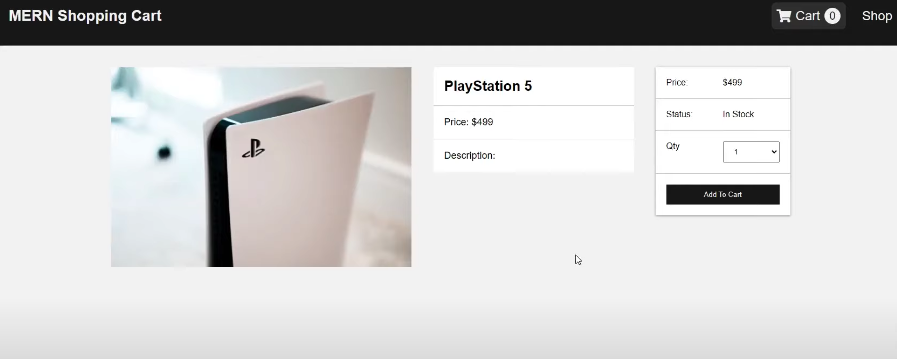 MERN Shopping Cart
Cart 0
Shop
PlayStation 5
Price: $499
Description:
Price: $499
Status: In Stock
Qty 1
Add To Cart